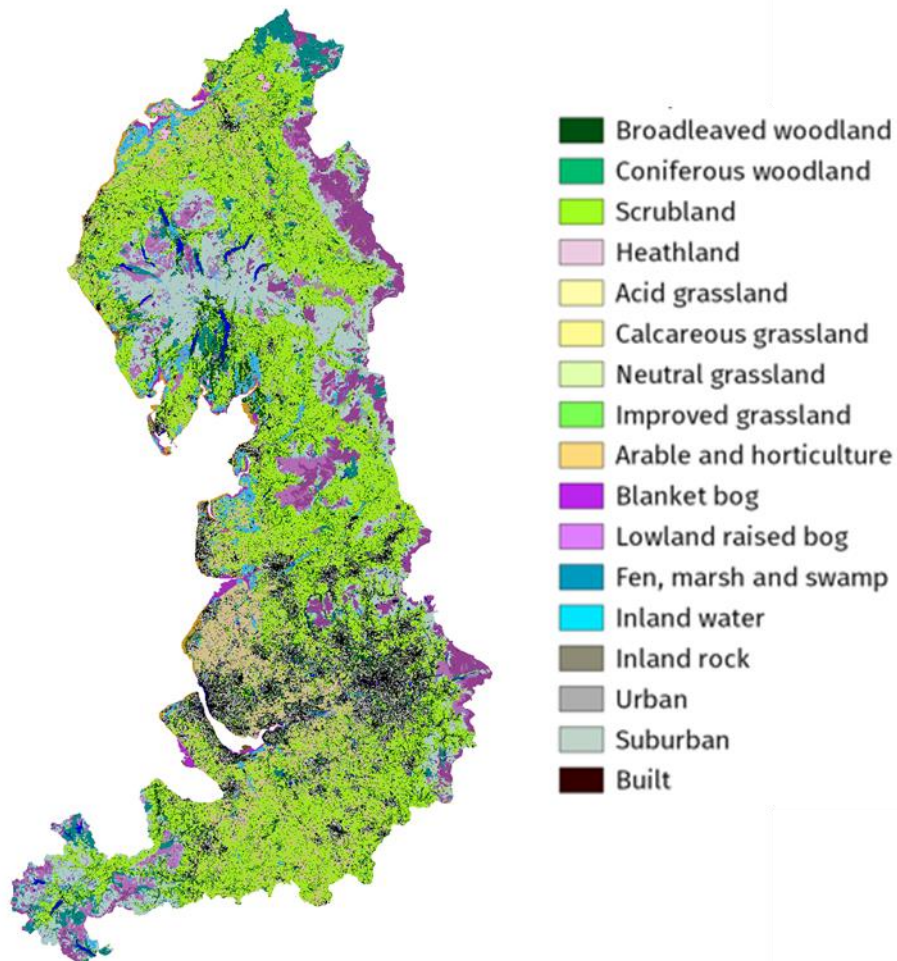 Broadleaved woodland
Coniferous woodland
Scrubland
Heathland
Acid grassland
Calcareous grassland
Neutral grassland
Improved grassland
Arable and horticulture
Blanket bog
Lowland raised bog
Fen, marsh and swamp
Inland water
Inland rock
Urban
Suburban
Built